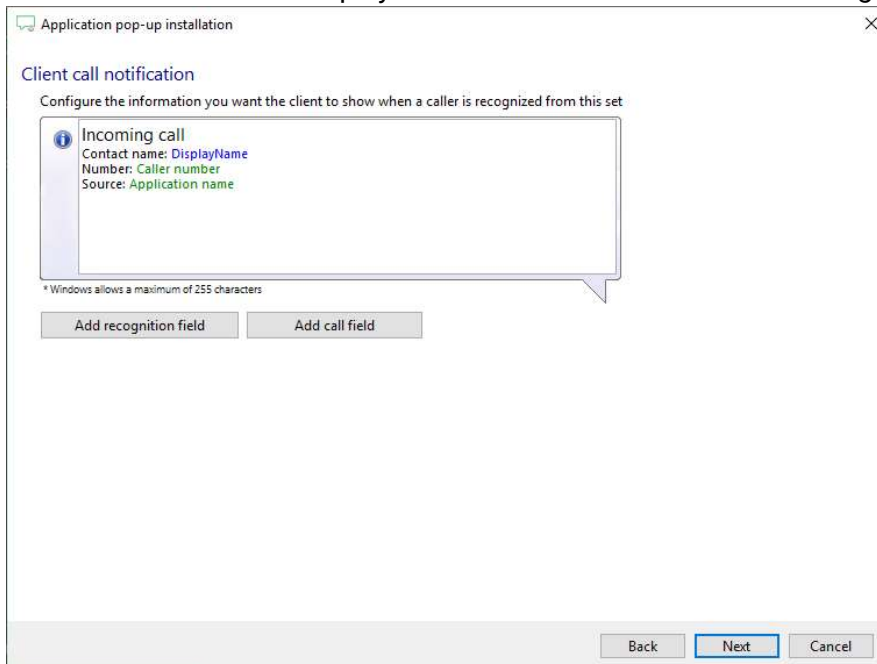 Application pop-up installation
Client call notification
Configure the information you want the client to show when a caller is recognized from this set
Incoming call
Contact name: DisplayName
Number: Caller number
Source: Application name
* Windows allows a maximum of 255 characters
Add recognition field Add call field
Back Next Cancel